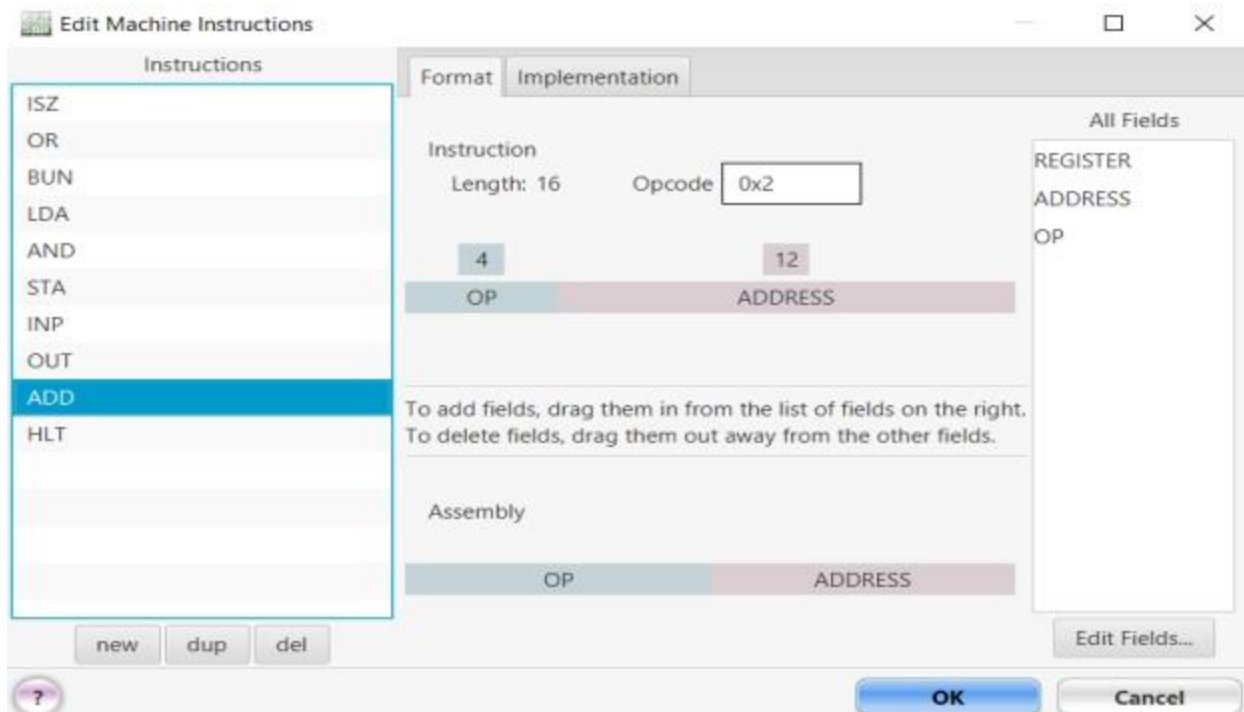 Edit Machine Instructions
Instructions
ISZ
OR
BUN
LDA
AND
STA
INP
OUT
ADD
HLT
new dup del
Format Implementation
Instruction
Length: 16 Opcode 0x2
4 12
OP ADDRESS
To add fields, drag them in from the list of fields on the right.
To delete fields, drag them out away from the other fields.
Assembly
OP ADDRESS
All Fields
REGISTER
ADDRESS
OP
Edit Fields...
?
OK Cancel